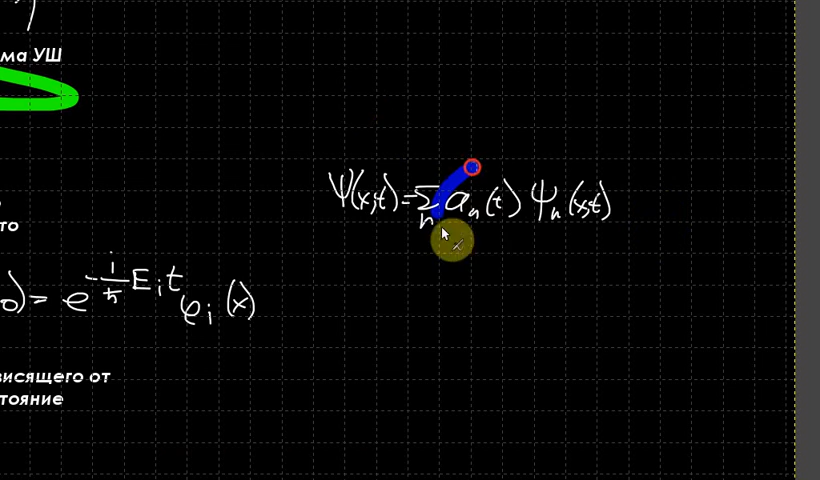 ма УШ
Ψ(x,t)=∑ₙ aₙ(t) Ψₙ(x,t)
то
)= e^{-i/ħ Eᵢt} φᵢ(x)
висящего от
тояние